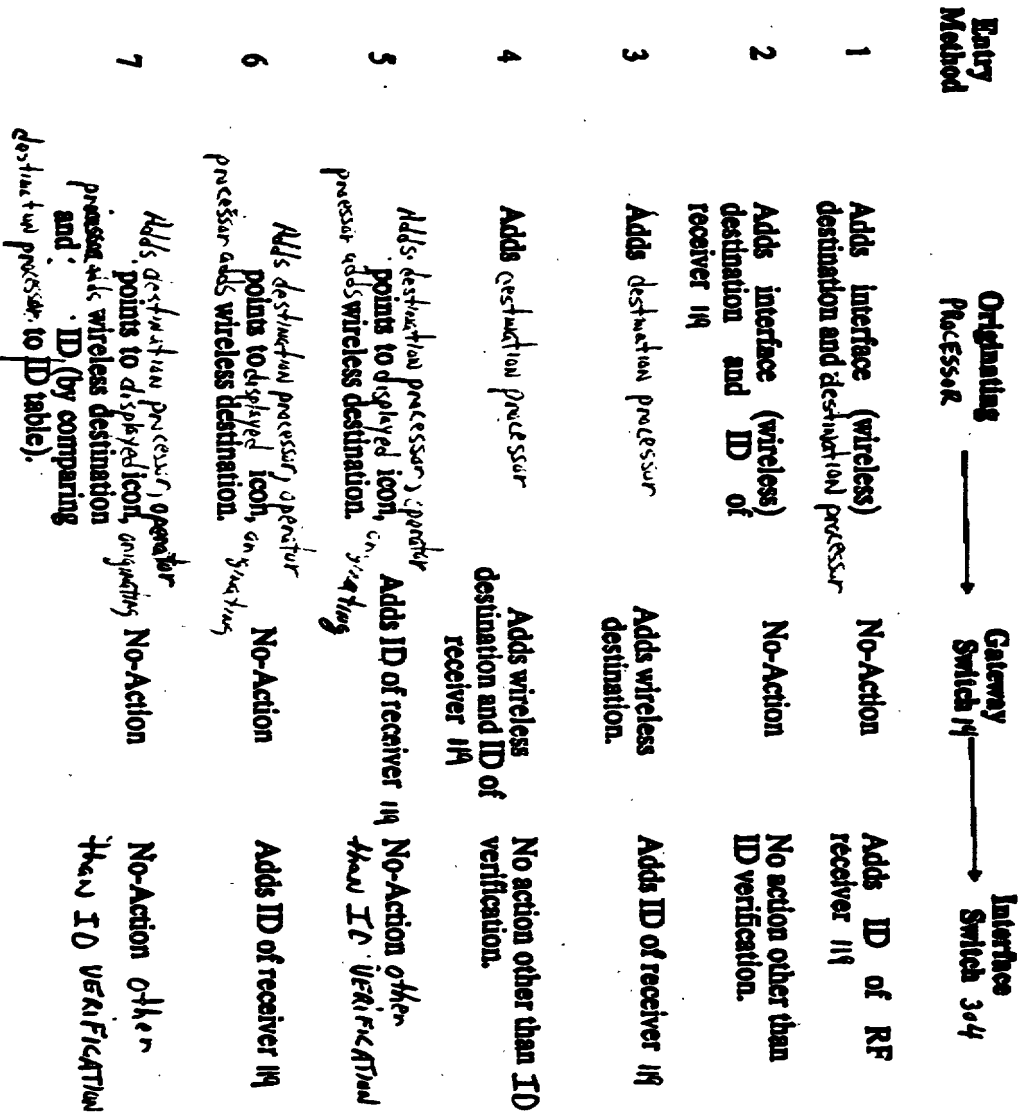 Entry
Method
Originating
PROCESSOR
Gateway
Switch 14
Interface
Switch 304
1
Adds interface (wireless)
destination and destination processor
No-Action
Adds ID of RF
receiver 119
2
Adds interface (wireless)
destination and ID of
receiver 119
No-Action
No action other than
ID verification.
3
Adds destination processor
Adds wireless
destination.
Adds ID of receiver 119
4
Adds destination processor
Adds wireless
destination and ID of
receiver 119
No action other than ID
verification.
5
Adds destination processor, operator
points to displayed icon, originating
processor adds wireless destination.
Adds ID of receiver 119
No-Action other
than ID VERIFICATION
6
Adds destination processor, operator
points to displayed icon, originating
processor adds wireless destination.
No-Action
Adds ID of receiver 119
7
Adds destination processor, operator
points to displayed icon, originating
processor adds wireless destination
and ID (by comparing
destination processor to ID table).
No-Action
No-Action other
than ID VERIFICATION